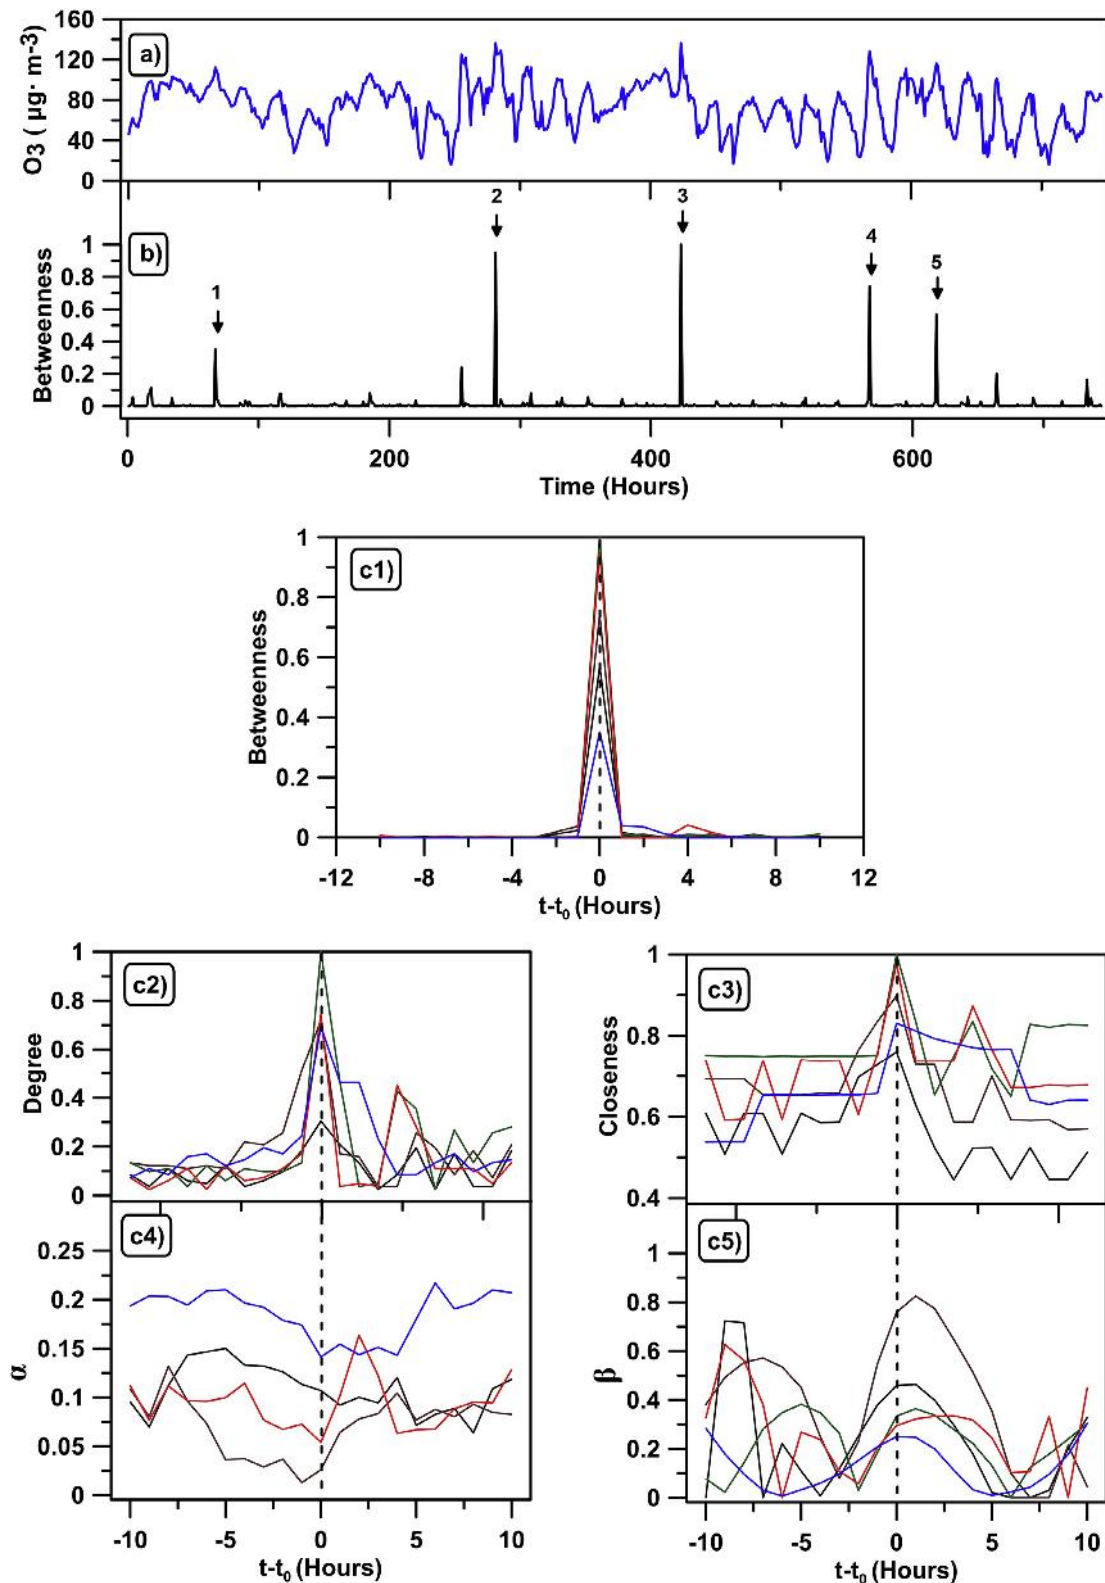 160
a)
120
80
40
0
O3 ( µg· m-3)
1
2
3
4
5
b)
1
0.8
0.6
0.4
0.2
0
Betweenness
0 200 400 600
Time (Hours)
c1)
1
0.8
0.6
0.4
0.2
0
Betweenness
-12 -8 -4 0 4 8 12
t-t0 (Hours)
c2)
1
0.8
0.6
0.4
0.2
0
Degree
c3)
1
0.8
0.6
0.4
Closeness
c4)
0.25
0.2
0.15
0.1
0.05
0
α
-10 -5 0 5 10
t-t0 (Hours)
c5)
1
0.8
0.6
0.4
0.2
0
β
-10 -5 0 5 10
t-t0 (Hours)